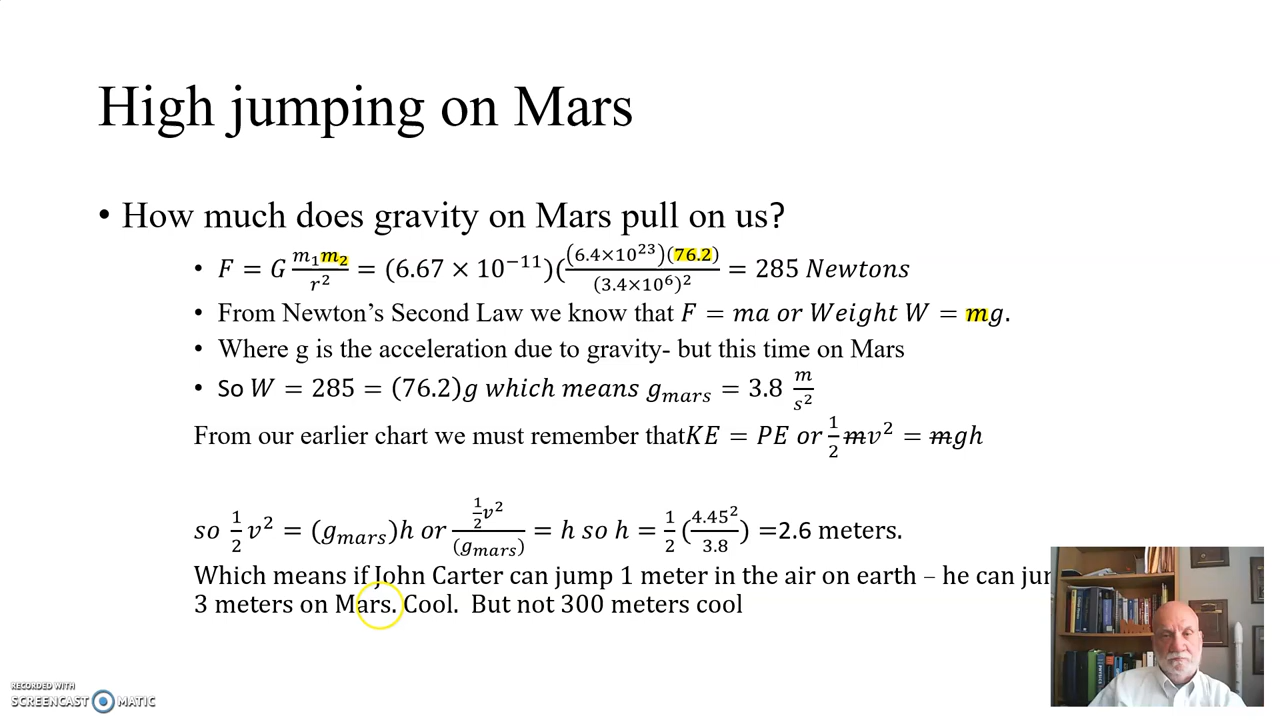 High jumping on Mars
• How much does gravity on Mars pull on us?
• F = G m₁m₂/r² = (6.67 × 10⁻¹¹)((6.4×10²³)(76.2)/(3.4×10⁶)²) = 285 Newtons
• From Newton's Second Law we know that F = ma or Weight W = mg.
• Where g is the acceleration due to gravity- but this time on Mars
• So W = 285 = (76.2)g which means g_mars = 3.8 m/s²
From our earlier chart we must remember thatKE = PE or ½m̶v² = m̶gh
so ½ v² = (g_mars)h or ½v²/(g_mars) = h so h = ½(4.45²/3.8) =2.6 meters.
Which means if John Carter can jump 1 meter in the air on earth – he can
3 meters on Mars. Cool. But not 300 meters cool
RECORDED WITH
SCREENCAST MATIC